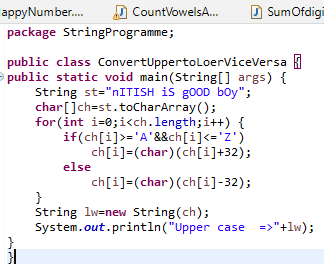 appyNumber.... CountVowelsA... SumOfdigi
package StringProgramme;
public class ConvertUppertoLoerViceVersa {
public static void main(String[] args) {
String st="nITISH iS gOOD bOy";
char[]ch=st.toCharArray();
for(int i=0;i<ch.length;i++) {
if(ch[i]>='A'&&ch[i]<='Z')
ch[i]=(char)(ch[i]+32);
else
ch[i]=(char)(ch[i]-32);
}
String lw=new String(ch);
System.out.println("Upper case  =>"+lw);
}
}